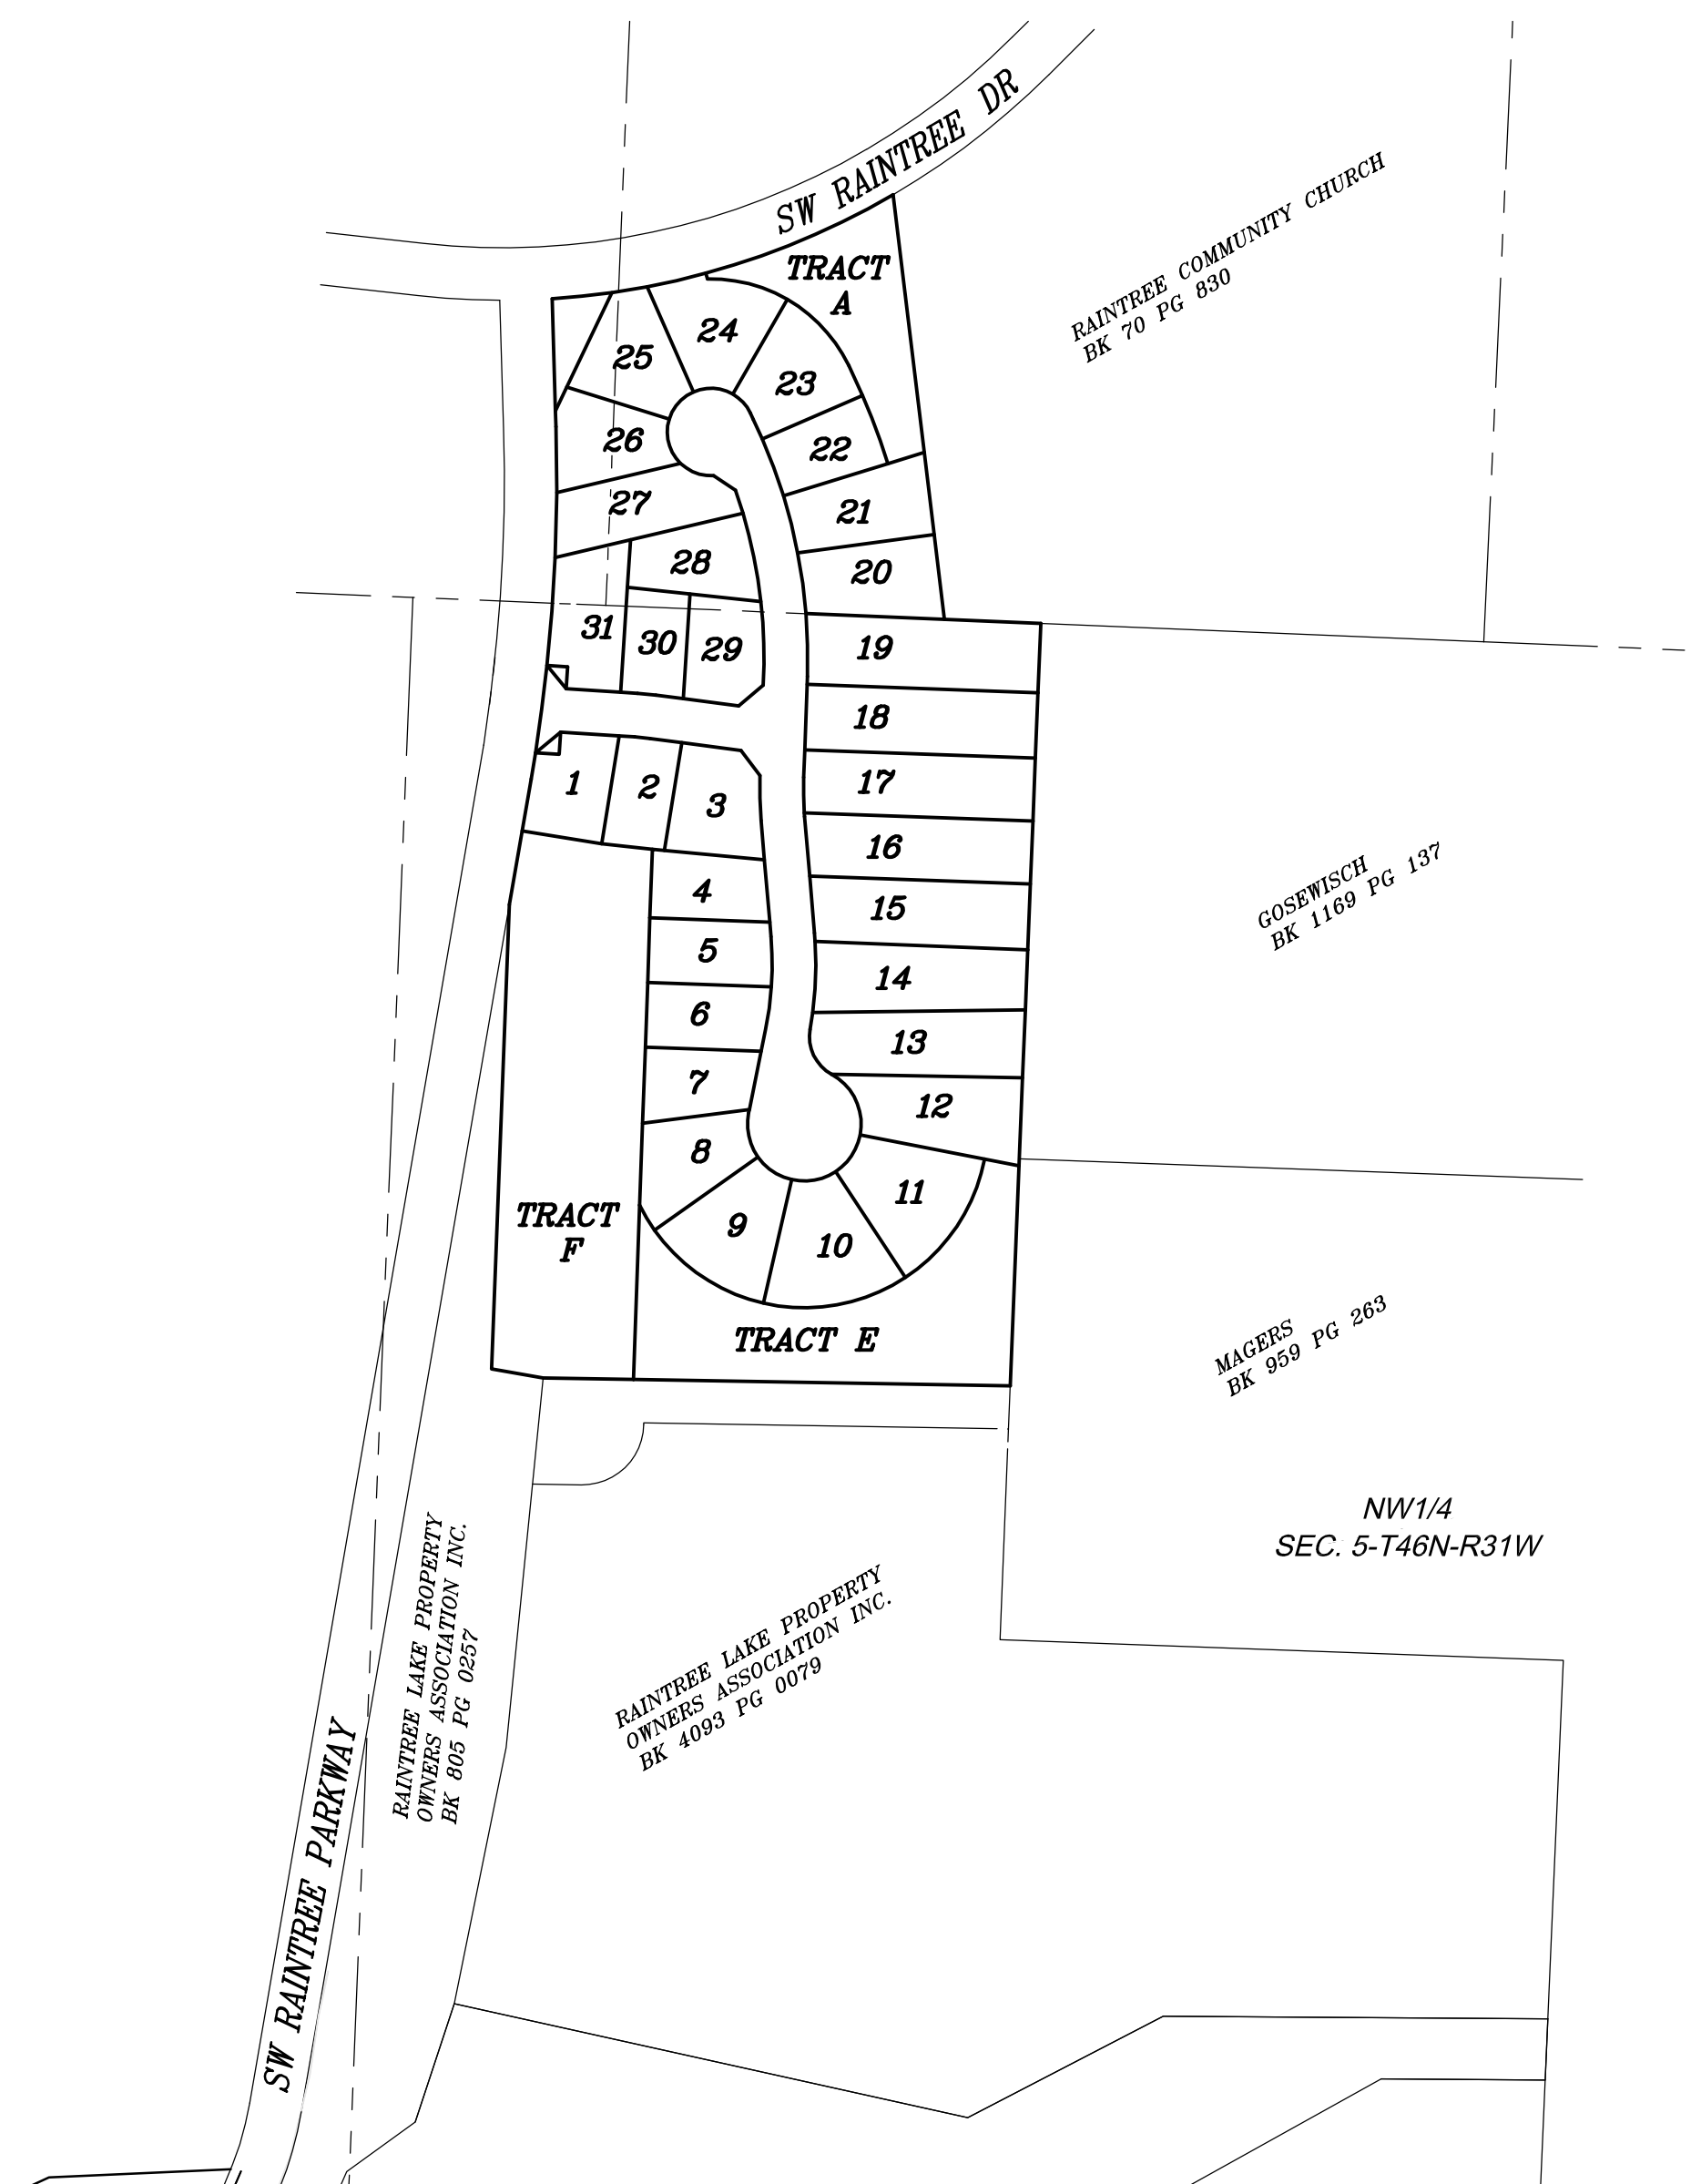 SW RAINTREE DR
RAINTREE COMMUNITY CHURCH
BK 70 PG 830
TRACT
A
24
25
23
26
22
27
21
28
20
31
30
29
19
18
17
1
2
3
16
4
15
5
14
6
13
7
12
8
11
9
10
TRACT
F
TRACT E
GOSEWISCH
BK 1169 PG 137
MAGERS
BK 959 PG 263
NW1/4
SEC. 5-T46N-R31W
RAINTREE LAKE PROPERTY
OWNERS ASSOCIATION INC.
BK 805 PG 0257
RAINTREE LAKE PROPERTY
OWNERS ASSOCIATION INC.
BK 4093 PG 0079
SW RAINTREE PARKWAY